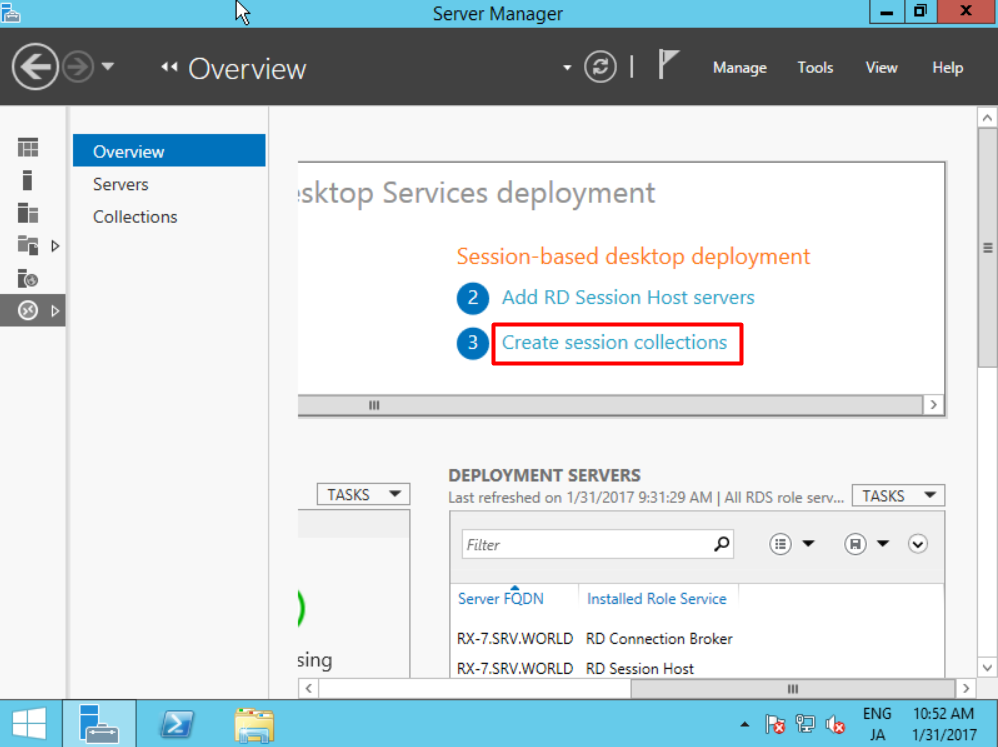 Server Manager
Overview
Manage Tools View Help
Overview
Servers
Collections
sktop Services deployment
Session-based desktop deployment
2 Add RD Session Host servers
3 Create session collections
TASKS
DEPLOYMENT SERVERS
Last refreshed on 1/31/2017 9:31:29 AM | All RDS role serv...
TASKS
Filter
Server FQDN Installed Role Service
RX-7.SRV.WORLD RD Connection Broker
RX-7.SRV.WORLD RD Session Host
sing
ENG 10:52 AM
JA 1/31/2017